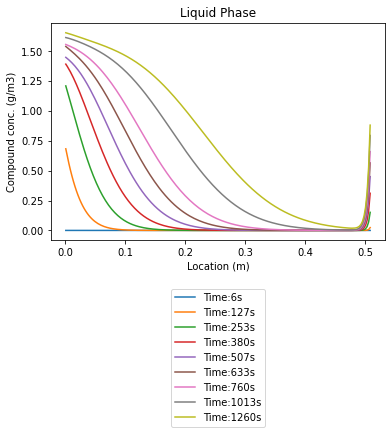 Liquid Phase
Compound conc. (g/m3)
1.50
1.25
1.00
0.75
0.50
0.25
0.00
0.0 0.1 0.2 0.3 0.4 0.5
Location (m)
Time:6s
Time:127s
Time:253s
Time:380s
Time:507s
Time:633s
Time:760s
Time:1013s
Time:1260s